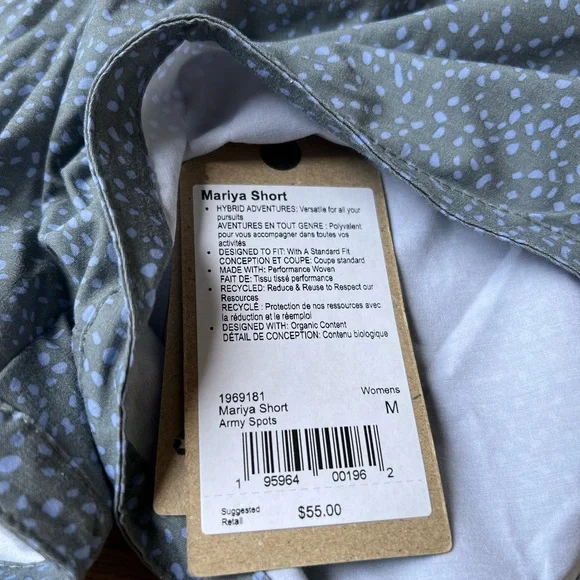 Mariya Short
• HYBRID ADVENTURES: Versatile for all your
pursuits
AVENTURES EN TOUT GENRE : Polyvalent
pour vous accompagner dans toutes vos
activités
• DESIGNED TO FIT: With A Standard Fit
CONCEPTION ET COUPE: Coupe standard
• MADE WITH: Performance Woven
FAIT DE: Tissu tissé performance
• RECYCLED: Reduce & Reuse to Respect our
Resources
RECYCLÉ : Protection de nos ressources avec
la réduction et le réemploi
• DESIGNED WITH: Organic Content
DÉTAIL DE CONCEPTION: Contenu biologique
1969181 Womens
Mariya Short M
Army Spots
1 95964 00196 2
Suggested
Retail $55.00